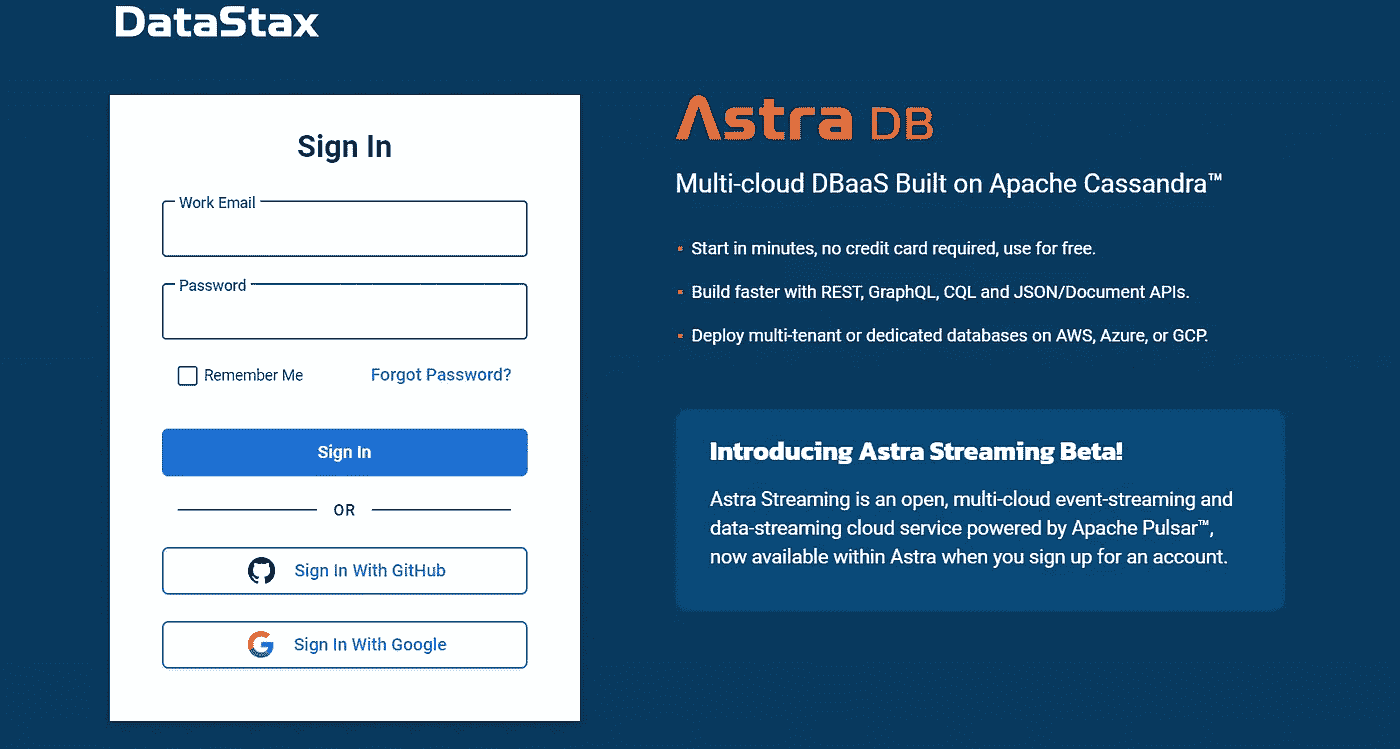 DataStax
Sign In
Work Email
Password
Remember Me
Forgot Password?
Sign In
OR
Sign In With GitHub
Sign In With Google
Astra DB
Multi-cloud DBaaS Built on Apache Cassandra™
Start in minutes, no credit card required, use for free.
Build faster with REST, GraphQL, CQL and JSON/Document APIs.
Deploy multi-tenant or dedicated databases on AWS, Azure, or GCP.
Introducing Astra Streaming Beta!
Astra Streaming is an open, multi-cloud event-streaming and
data-streaming cloud service powered by Apache Pulsar™,
now available within Astra when you sign up for an account.